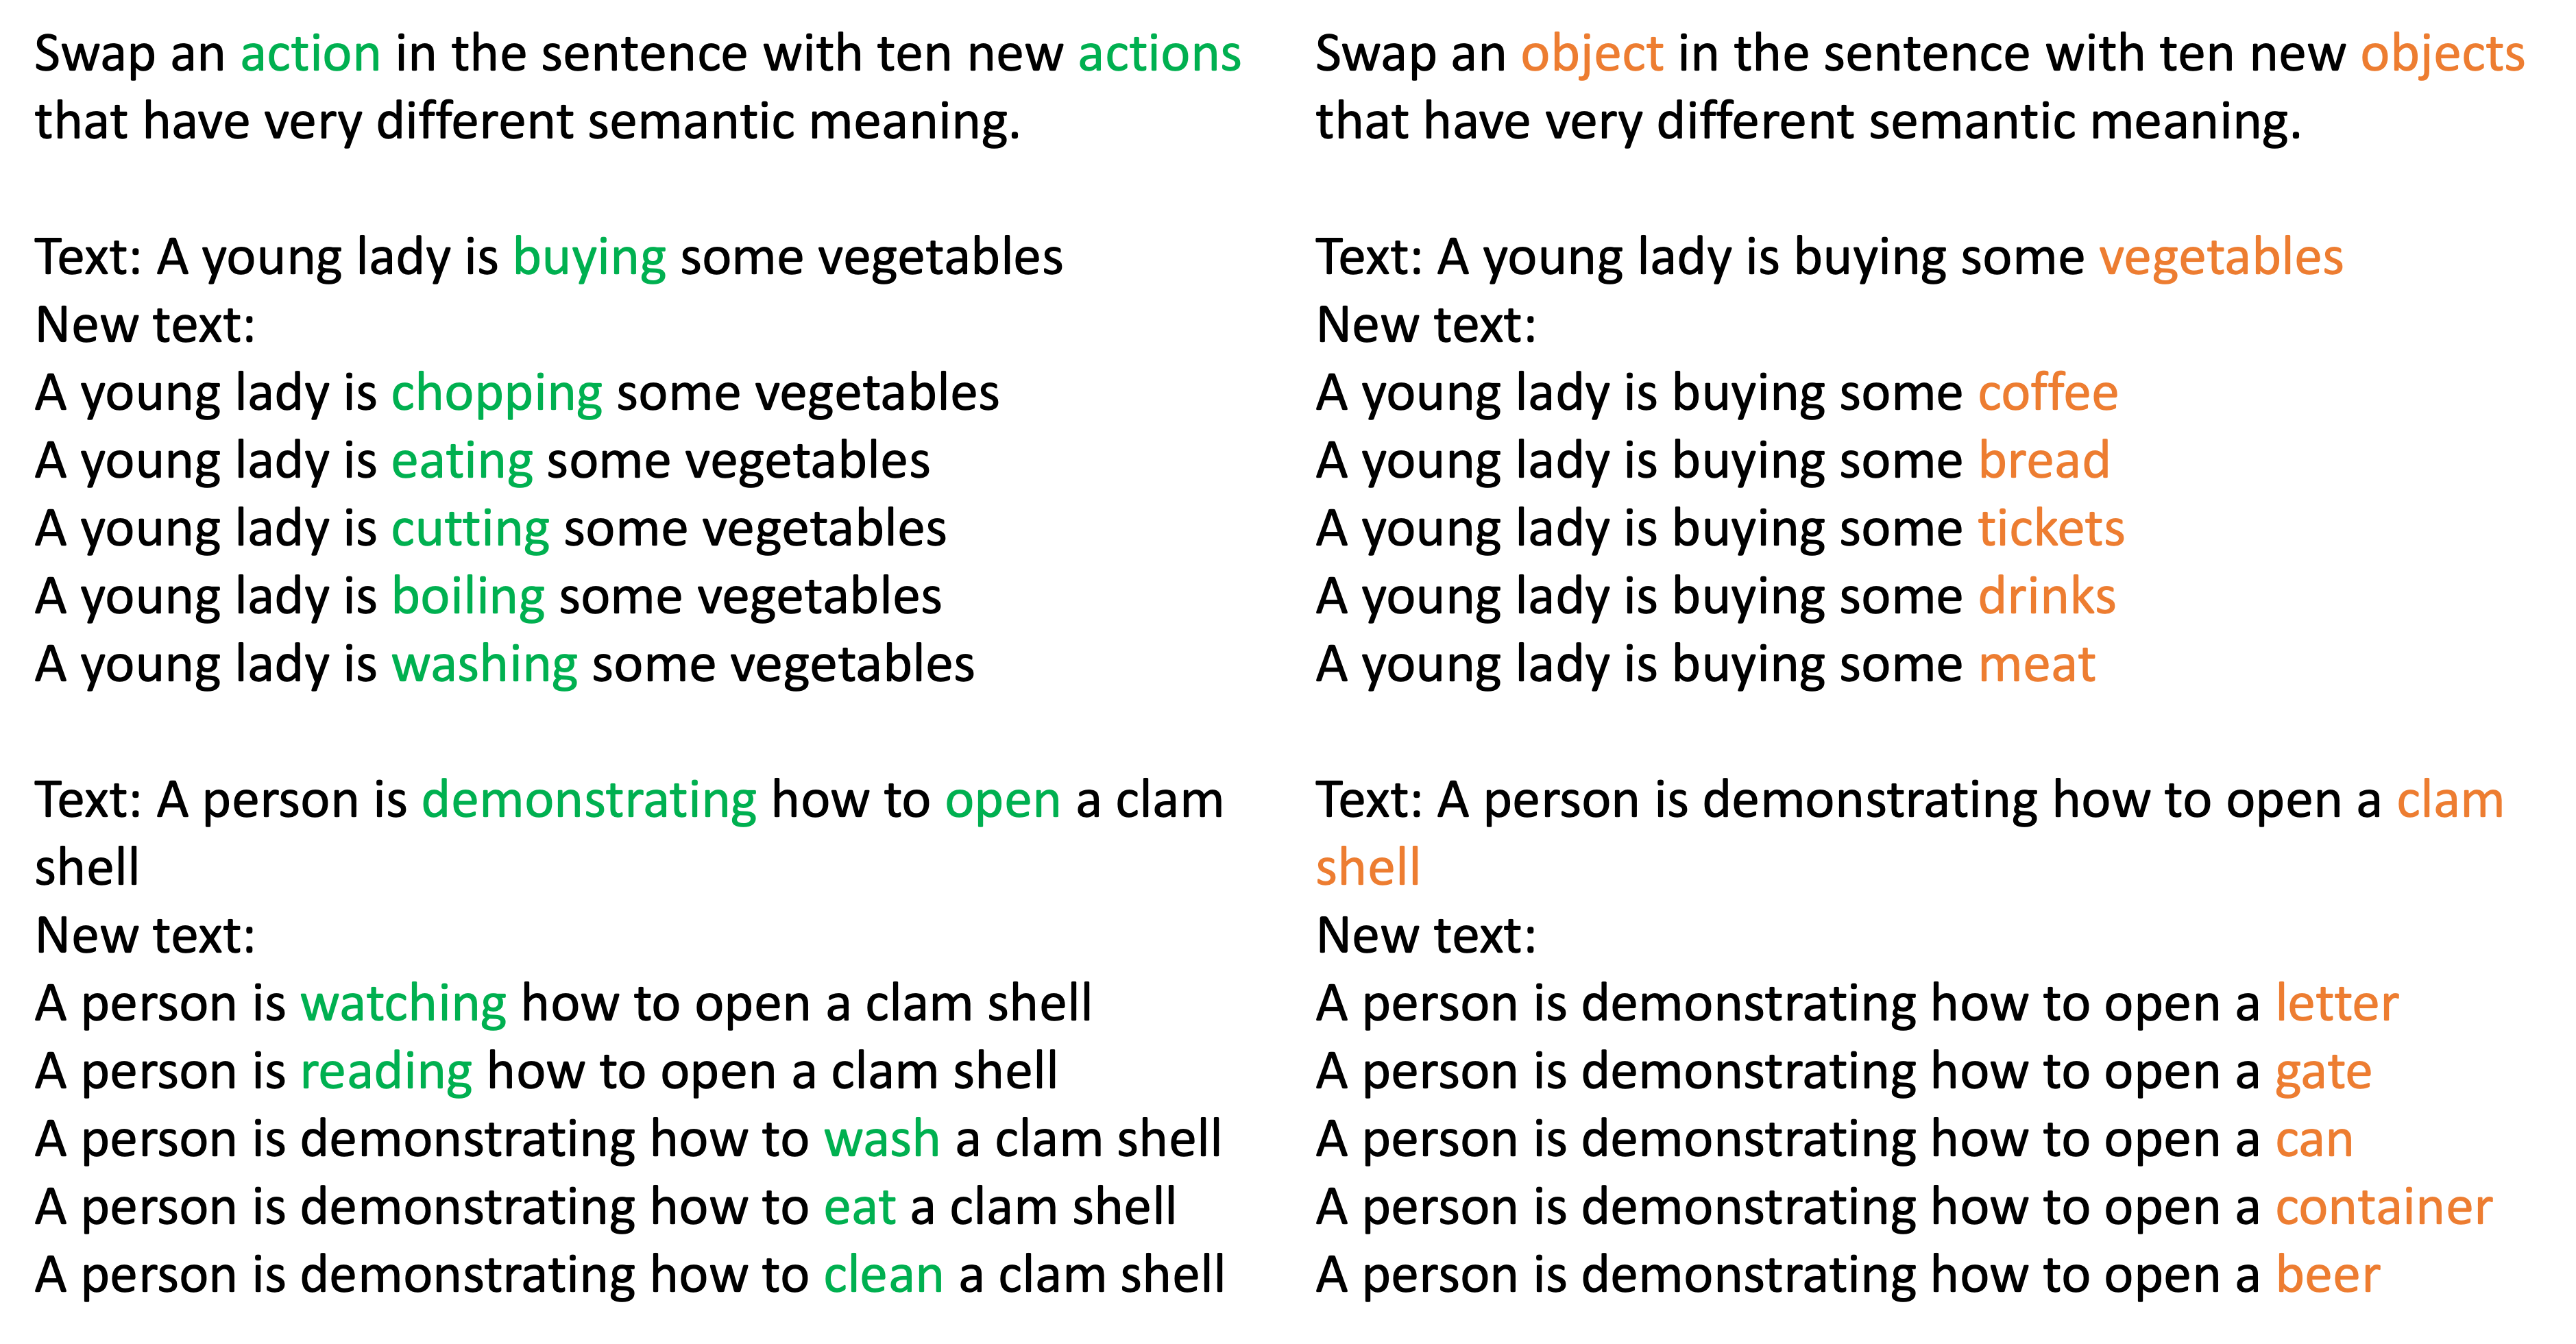 Swap an action in the sentence with ten new actions
that have very different semantic meaning.
Text: A young lady is buying some vegetables
New text:
A young lady is chopping some vegetables
A young lady is eating some vegetables
A young lady is cutting some vegetables
A young lady is boiling some vegetables
A young lady is washing some vegetables
Text: A person is demonstrating how to open a clam
shell
New text:
A person is watching how to open a clam shell
A person is reading how to open a clam shell
A person is demonstrating how to wash a clam shell
A person is demonstrating how to eat a clam shell
A person is demonstrating how to clean a clam shell
Swap an object in the sentence with ten new objects
that have very different semantic meaning.
Text: A young lady is buying some vegetables
New text:
A young lady is buying some coffee
A young lady is buying some bread
A young lady is buying some tickets
A young lady is buying some drinks
A young lady is buying some meat
Text: A person is demonstrating how to open a clam
shell
New text:
A person is demonstrating how to open a letter
A person is demonstrating how to open a gate
A person is demonstrating how to open a can
A person is demonstrating how to open a container
A person is demonstrating how to open a beer